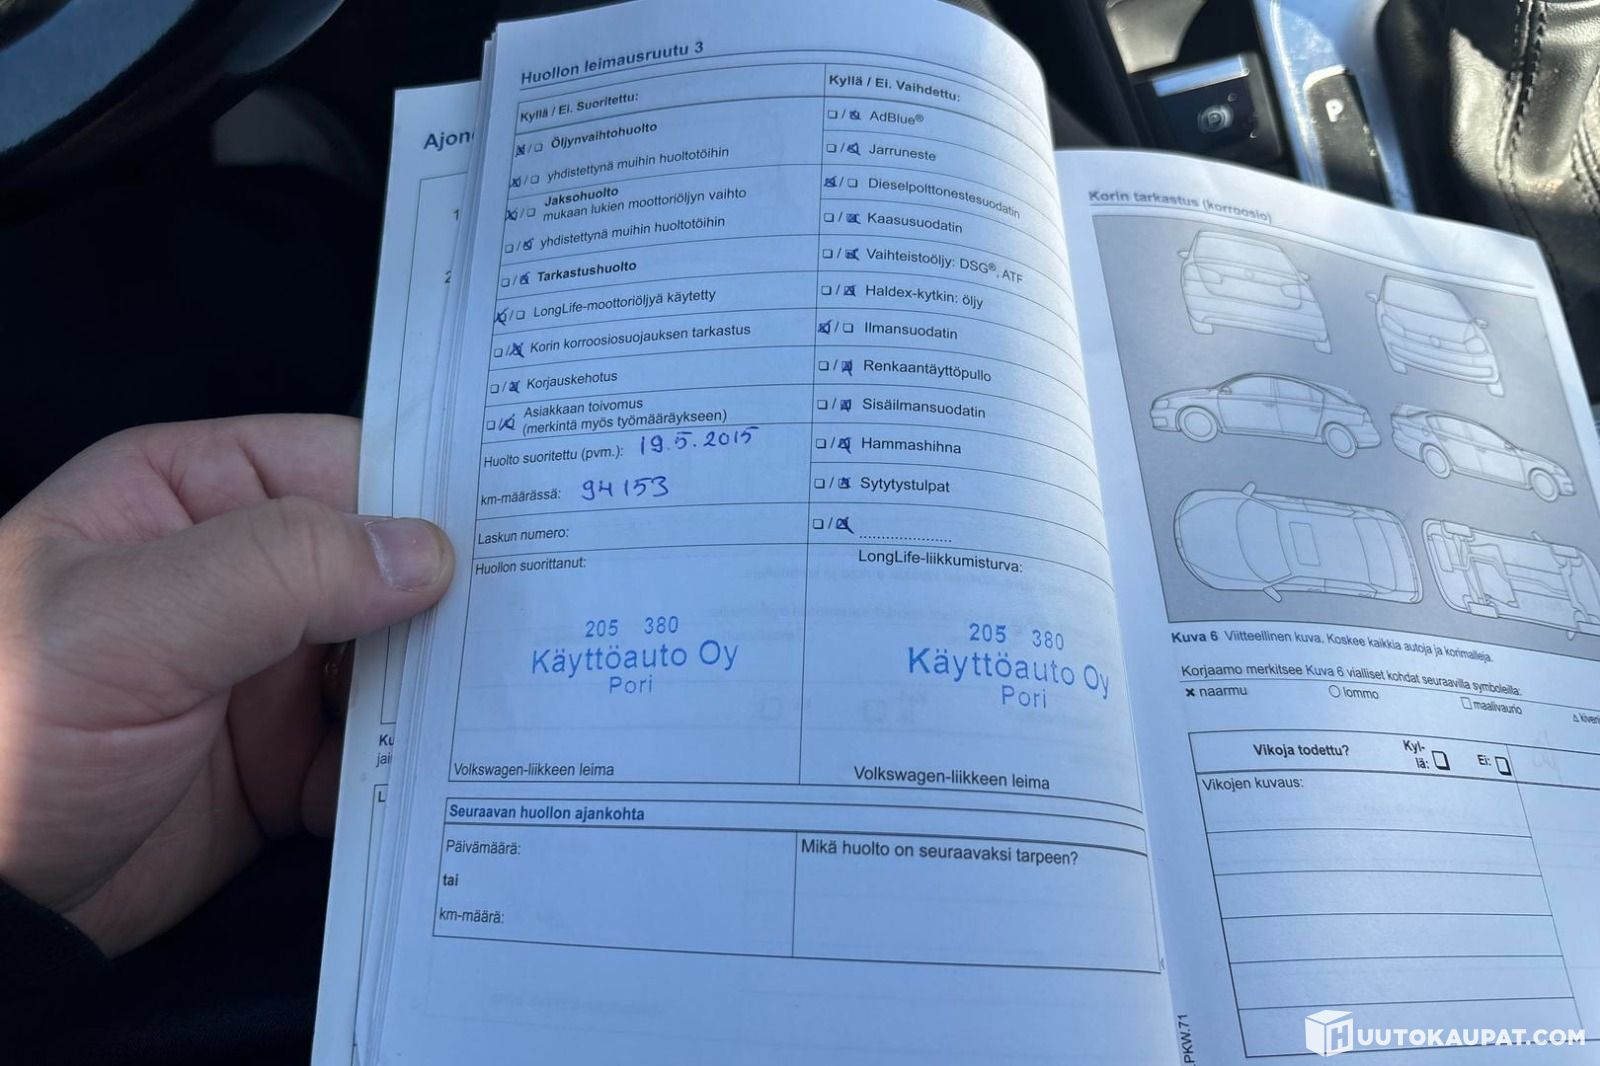 Huollon leimausruutu 3
Kyllä / Ei. Suoritettu:
Öljynvaihtohuolto
yhdistettynä muihin huoltotöihin
Jaksohuolto
mukaan lukien moottoriöljyn vaihto
yhdistettynä muihin huoltotöihin
Tarkastushuolto
LongLife-moottoriöljyä käytetty
Korin korroosiosuojauksen tarkastus
Korjauskehotus
Asiakkaan toivomus
(merkintä myös työmääräykseen)
Huolto suoritettu (pvm.): 19.5.2015
km-määrässä: 94153
Laskun numero:
Huollon suorittanut:
205 380
Käyttöauto Oy
Pori
Volkswagen-liikkeen leima
Kyllä / Ei. Vaihdettu:
AdBlue®
Jarruneste
Dieselpolttonestesuodatin
Kaasusuodatin
Vaihteistoöljy: DSG®, ATF
Haldex-kytkin: öljy
Ilmansuodatin
Renkaantäyttöpullo
Sisäilmansuodatin
Hammashihna
Sytytystulpat
LongLife-liikkumisturva:
205 380
Käyttöauto Oy
Pori
Volkswagen-liikkeen leima
Seuraavan huollon ajankohta
Päivämäärä:
tai
km-määrä:
Mikä huolto on seuraavaksi tarpeen?
Korin tarkastus (korroosio)
Kuva 6 Viitteellinen kuva. Koskee kaikkia autoja ja korimalleja.
Korjaamo merkitsee Kuva 6 vialliset kohdat seuraavilla symboleilla:
× naarmu
○ lommo
□ maalivaurio
Vikoja todettu?
Kyl-
lä:
Ei:
Vikojen kuvaus:
P
HUUTOKAUPAT.COM